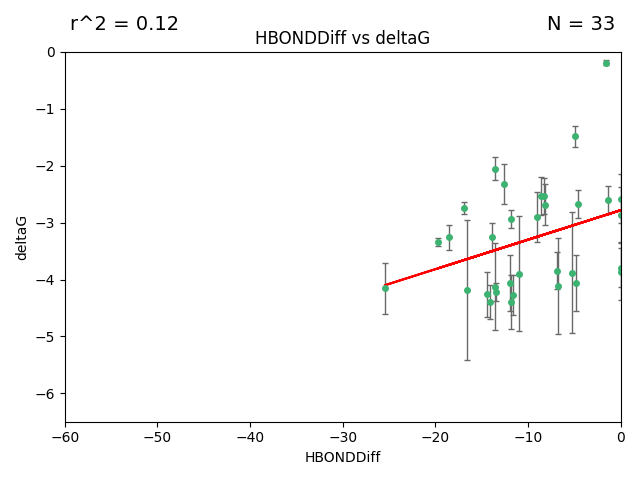 r^2 = 0.12
N = 33
HBONDDiff vs deltaG
0
−1
−2
−3
−4
−5
−6
deltaG
−60
−50
−40
−30
−20
−10
0
HBONDDiff